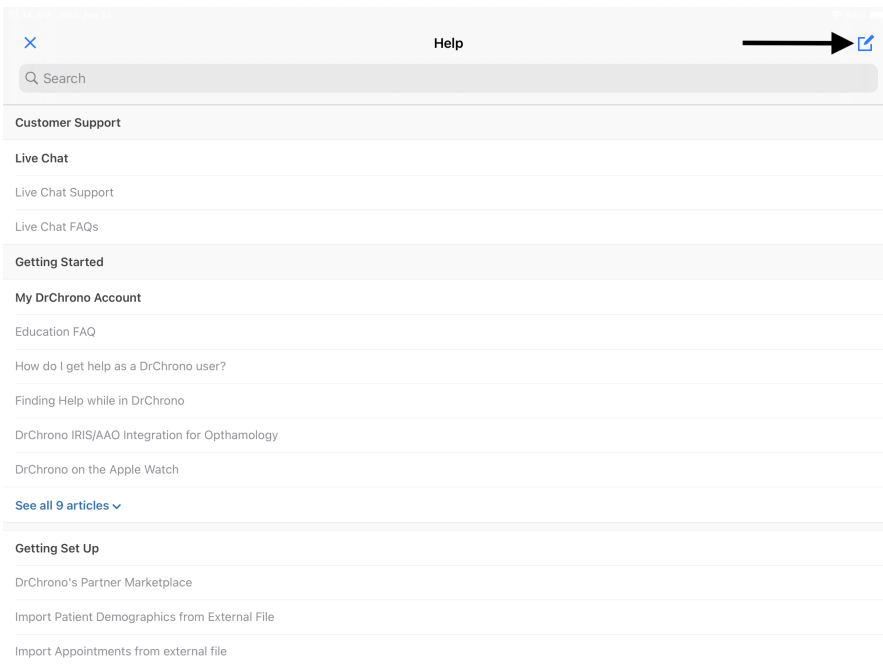 Help
Search
Customer Support
Live Chat
Live Chat Support
Live Chat FAQs
Getting Started
My DrChrono Account
Education FAQ
How do I get help as a DrChrono user?
Finding Help while in DrChrono
DrChrono IRIS/AAO Integration for Opthamology
DrChrono on the Apple Watch
See all 9 articles
Getting Set Up
DrChrono's Partner Marketplace
Import Patient Demographics from External File
Import Appointments from external file